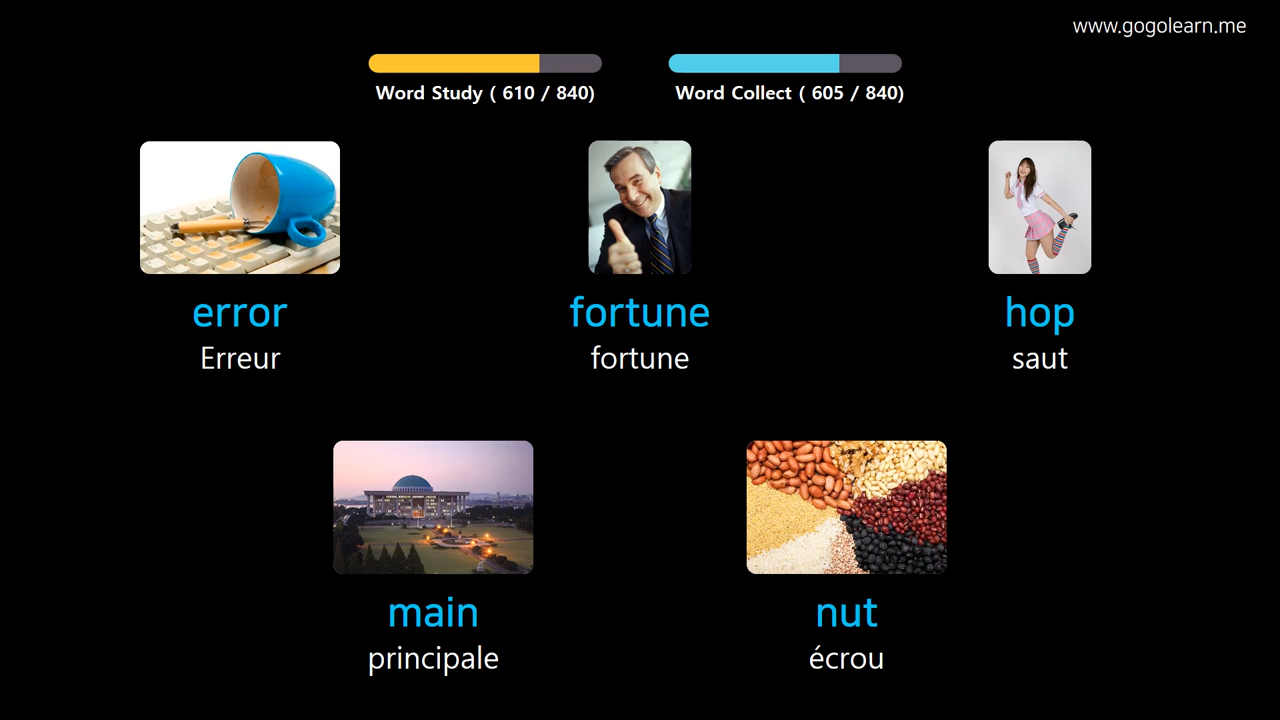 www.gogolearn.me
Word Study ( 610 / 840)
Word Collect ( 605 / 840)
error
Erreur
fortune
fortune
hop
saut
main
principale
nut
écrou